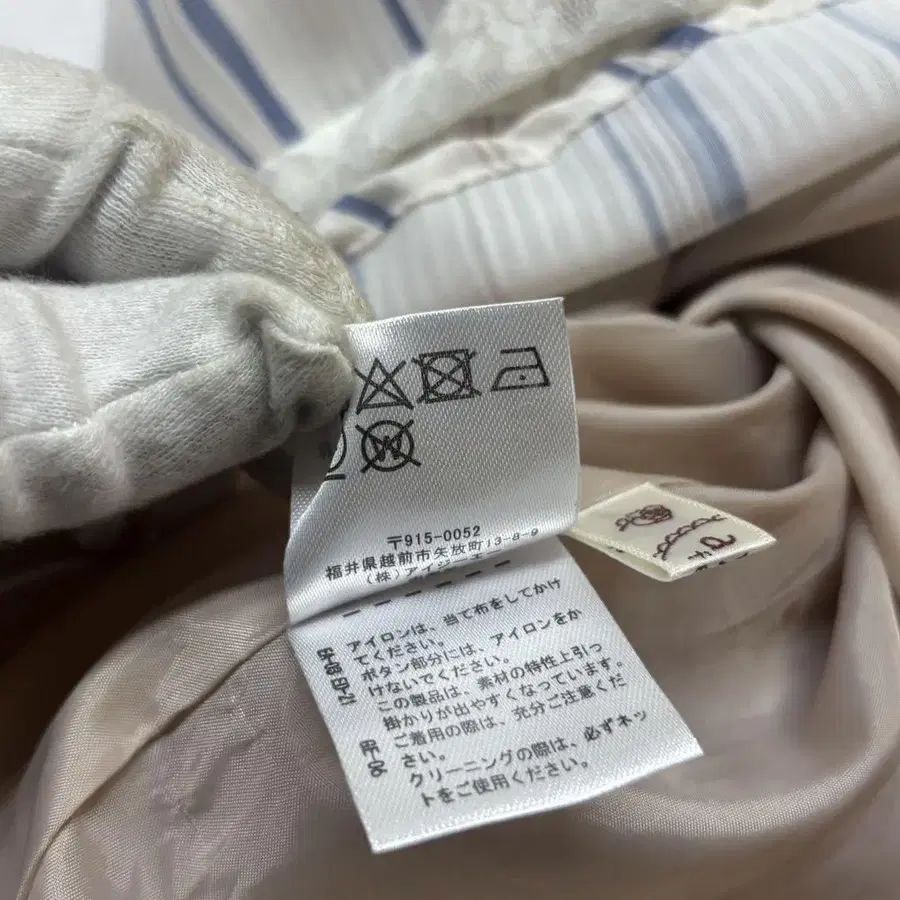 〒915-0052
福井県越前市矢放町13-8-9
(株)アイジーエー
アイロンは、当て布をしてかけ
てください。
ボタン部分には、アイロンをか
けないでください。
この製品は、素材の特性上引っ
掛かりが出やすくなっています。
ご着用の際は、充分ご注意くだ
さい。
クリーニングの際は、必ずネッ
トをご使用ください。